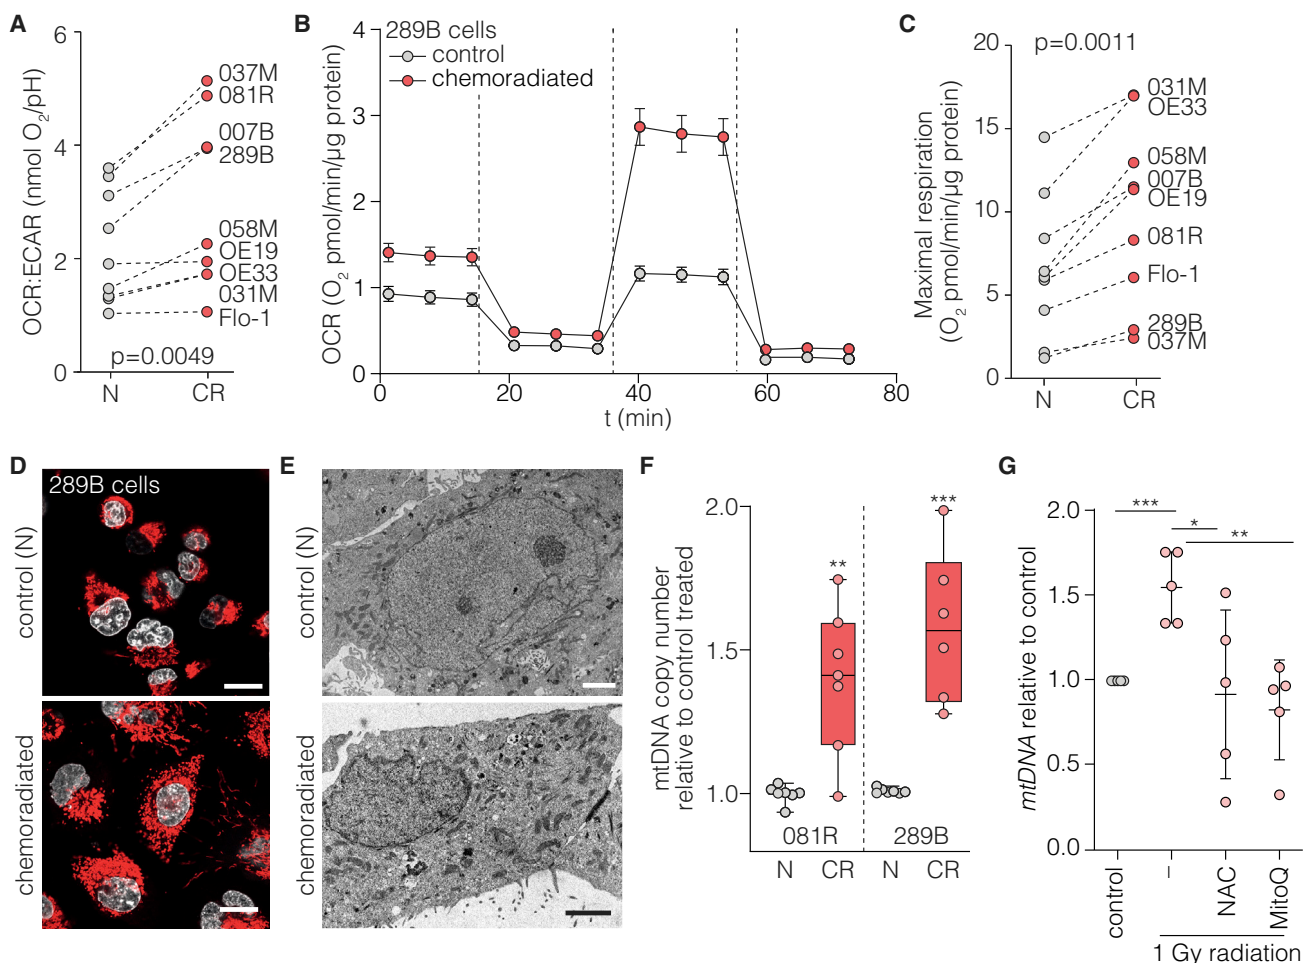 A
OCR:ECAR (nmol O2/pH)
6
4
2
0
037M
081R
007B
289B
058M
OE19
OE33
031M
Flo-1
p=0.0049
N CR
B
OCR (O2 pmol/min/µg protein)
4
3
2
1
0
289B cells
control
chemoradiated
0 20 40 60 80
t (min)
C
Maximal respiration
(O2 pmol/min/µg protein)
20
15
10
5
0
p=0.0011
031M
OE33
058M
007B
OE19
081R
Flo-1
289B
037M
N CR
D
289B cells
control (N)
chemoradiated
E
control (N)
chemoradiated
F
mtDNA copy number
relative to control treated
2.0
1.5
1.0
**
***
081R 289B
N CR N CR
G
mtDNA relative to control
2.0
1.5
1.0
0.5
0.0
***
*
**
control
–
NAC
MitoQ
1 Gy radiation